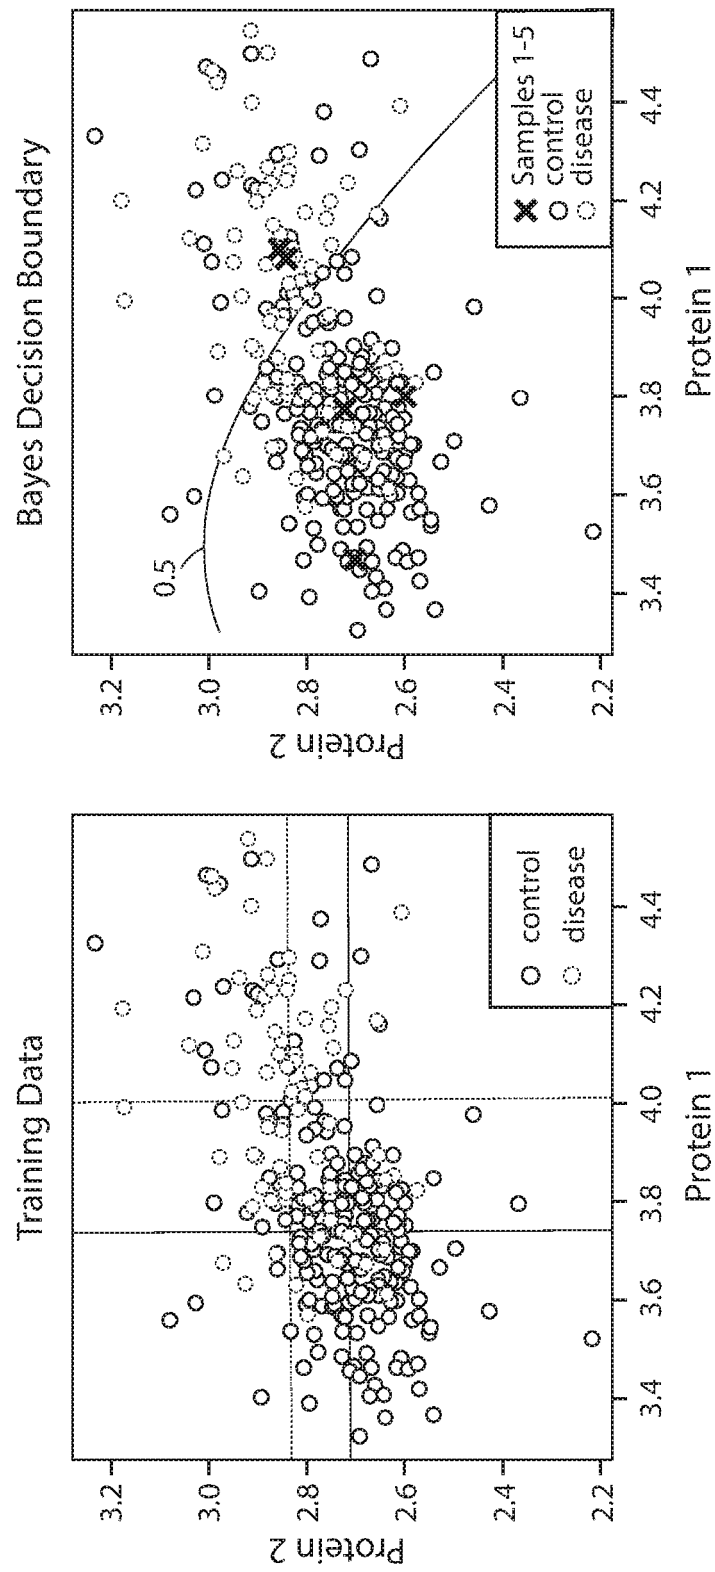 Training Data
Protein 2
3.2
3.0
2.8
2.6
2.4
2.2
3.4
3.6
3.8
4.0
4.2
4.4
Protein 1
control
disease
Bayes Decision Boundary
Protein 2
3.2
3.0
2.8
2.6
2.4
2.2
3.4
3.6
3.8
4.0
4.2
4.4
Protein 1
0.5
Samples 1-5
control
disease